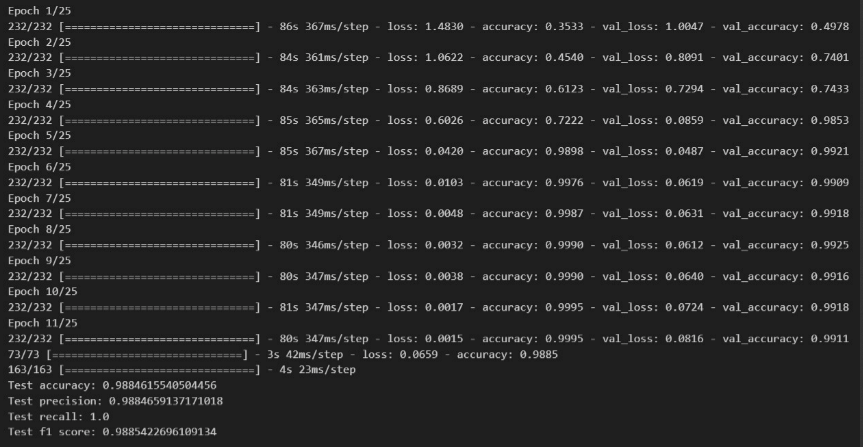 Epoch 1/25
232/232 [==============================] - 86s 367ms/step - loss: 1.4830 - accuracy: 0.3533 - val_loss: 1.0047 - val_accuracy: 0.4978
Epoch 2/25
232/232 [==============================] - 84s 361ms/step - loss: 1.0622 - accuracy: 0.4540 - val_loss: 0.8091 - val_accuracy: 0.7401
Epoch 3/25
232/232 [==============================] - 84s 363ms/step - loss: 0.8689 - accuracy: 0.6123 - val_loss: 0.7294 - val_accuracy: 0.7433
Epoch 4/25
232/232 [==============================] - 85s 365ms/step - loss: 0.6026 - accuracy: 0.7222 - val_loss: 0.0859 - val_accuracy: 0.9853
Epoch 5/25
232/232 [==============================] - 85s 367ms/step - loss: 0.0420 - accuracy: 0.9898 - val_loss: 0.0487 - val_accuracy: 0.9921
Epoch 6/25
232/232 [==============================] - 81s 349ms/step - loss: 0.0103 - accuracy: 0.9976 - val_loss: 0.0619 - val_accuracy: 0.9909
Epoch 7/25
232/232 [==============================] - 81s 349ms/step - loss: 0.0048 - accuracy: 0.9987 - val_loss: 0.0631 - val_accuracy: 0.9918
Epoch 8/25
232/232 [==============================] - 80s 346ms/step - loss: 0.0032 - accuracy: 0.9990 - val_loss: 0.0612 - val_accuracy: 0.9925
Epoch 9/25
232/232 [==============================] - 80s 347ms/step - loss: 0.0038 - accuracy: 0.9990 - val_loss: 0.0640 - val_accuracy: 0.9916
Epoch 10/25
232/232 [==============================] - 81s 347ms/step - loss: 0.0017 - accuracy: 0.9995 - val_loss: 0.0724 - val_accuracy: 0.9918
Epoch 11/25
232/232 [==============================] - 80s 347ms/step - loss: 0.0015 - accuracy: 0.9995 - val_loss: 0.0816 - val_accuracy: 0.9911
73/73 [==============================] - 3s 42ms/step - loss: 0.0659 - accuracy: 0.9885
163/163 [==============================] - 4s 23ms/step
Test accuracy: 0.9884615540504456
Test precision: 0.9884659137171018
Test recall: 1.0
Test f1 score: 0.9885422696109134